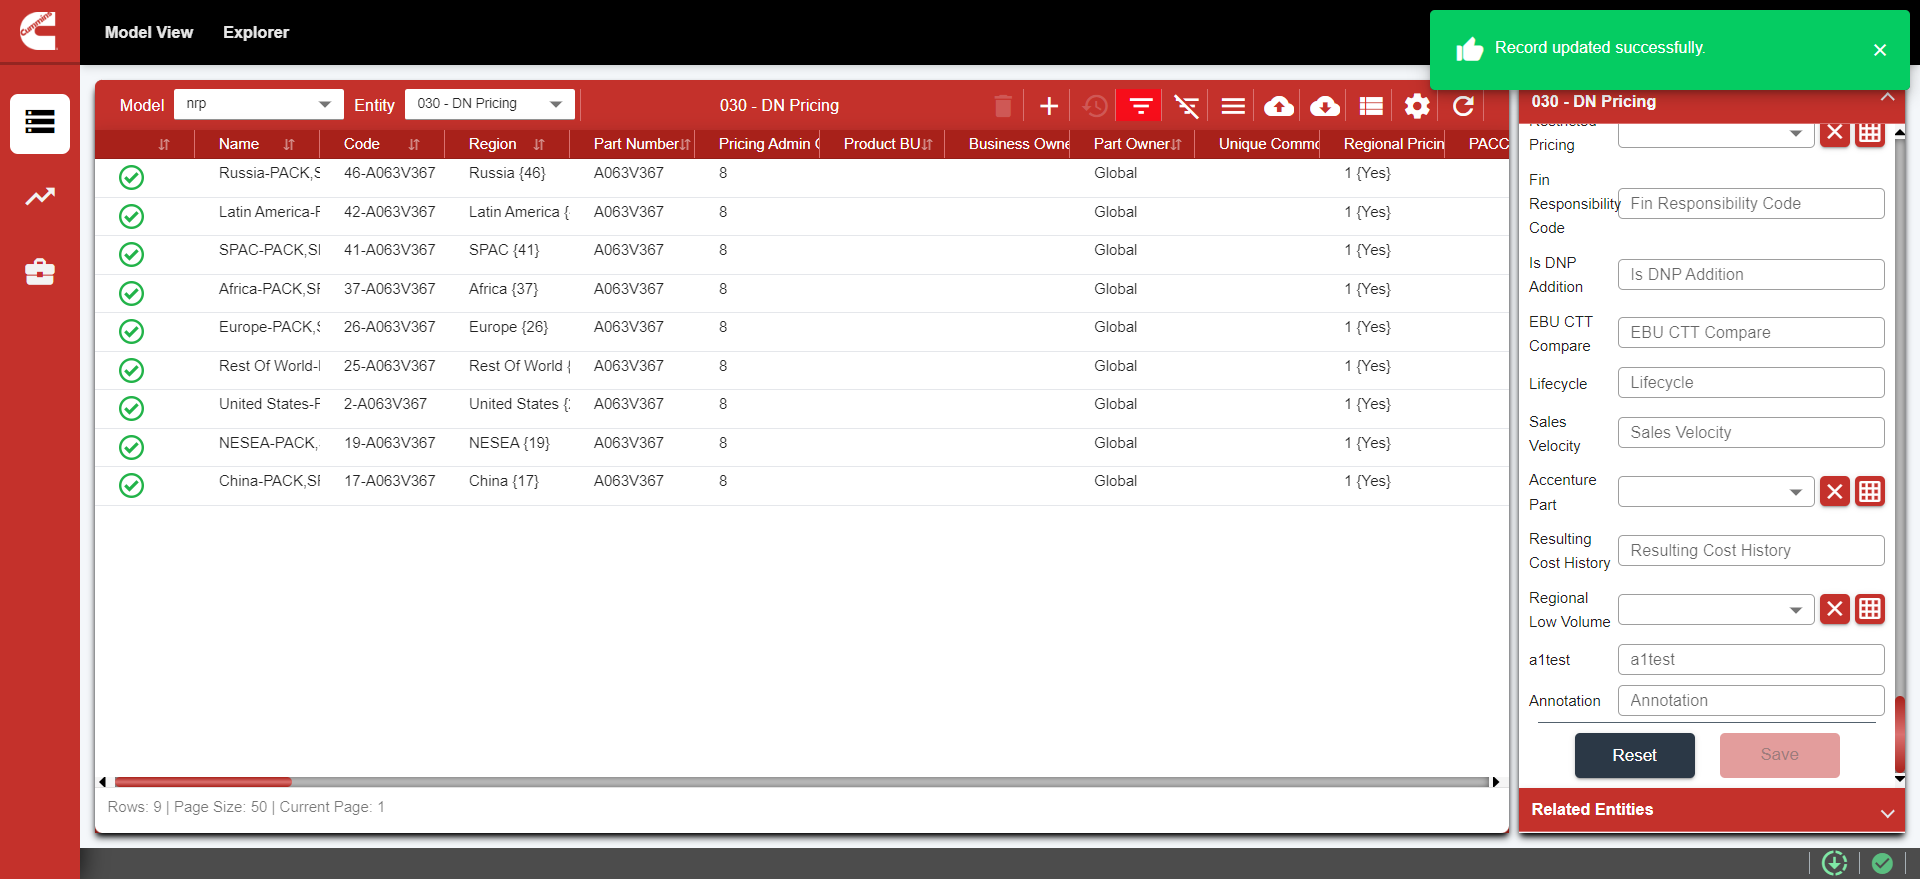 Cummins
Model View
Explorer
Record updated successfully.
Model
nrp
Entity
030 - DN Pricing
030 - DN Pricing
Name
Code
Region
Part Number
Pricing Admin
Product BU
Business Owne
Part Owner
Unique Commo
Regional Pricin
PACC
Russia-PACK,S 46-A063V367 Russia {46} A063V367 8 Global 1 {Yes}
Latin America-F 42-A063V367 Latin America { A063V367 8 Global 1 {Yes}
SPAC-PACK,SI 41-A063V367 SPAC {41} A063V367 8 Global 1 {Yes}
Africa-PACK,SI 37-A063V367 Africa {37} A063V367 8 Global 1 {Yes}
Europe-PACK,S 26-A063V367 Europe {26} A063V367 8 Global 1 {Yes}
Rest Of World- 25-A063V367 Rest Of World { A063V367 8 Global 1 {Yes}
United States-F 2-A063V367 United States { A063V367 8 Global 1 {Yes}
NESEA-PACK, 19-A063V367 NESEA {19} A063V367 8 Global 1 {Yes}
China-PACK,SI 17-A063V367 China {17} A063V367 8 Global 1 {Yes}
Rows: 9 | Page Size: 50 | Current Page: 1
030 - DN Pricing
Restricted
Pricing
Fin
Responsibility
Code
Fin Responsibility Code
Is DNP
Addition
Is DNP Addition
EBU CTT
Compare
EBU CTT Compare
Lifecycle
Lifecycle
Sales
Velocity
Sales Velocity
Accenture
Part
Resulting
Cost History
Resulting Cost History
Regional
Low Volume
a1test
a1test
Annotation
Annotation
Reset
Save
Related Entities